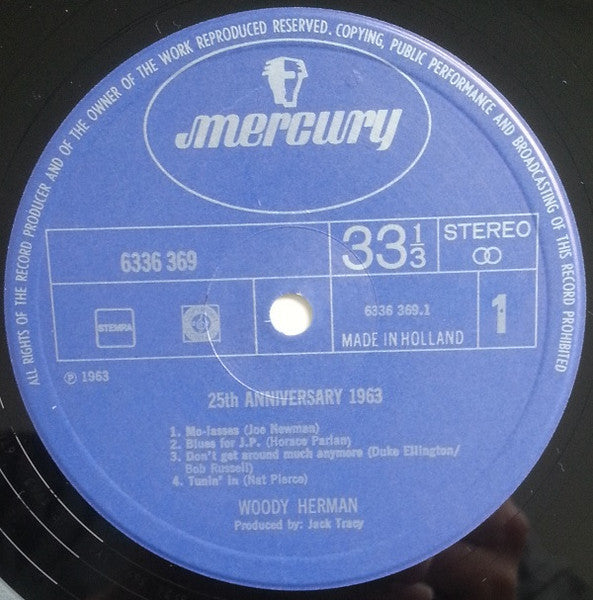 ALL RIGHTS OF THE RECORD PRODUCER AND OF THE OWNER OF THE WORK REPRODUCED RESERVED. COPYING, PUBLIC PERFORMANCE AND BROADCASTING OF THIS RECORD PROHIBITED
mercury
6336 369
33 1/3
STEREO
STEMRA
6336 369.1
MADE IN HOLLAND
1
℗ 1963
25th ANNIVERSARY 1963
1. Mo-lasses (Joe Newman)
2. Blues for J.P. (Horace Parlan)
3. Don't get around much anymore (Duke Ellington/
Bob Russell)
4. Tunin' in (Nat Pierce)
WOODY HERMAN
Produced by: Jack Tracy